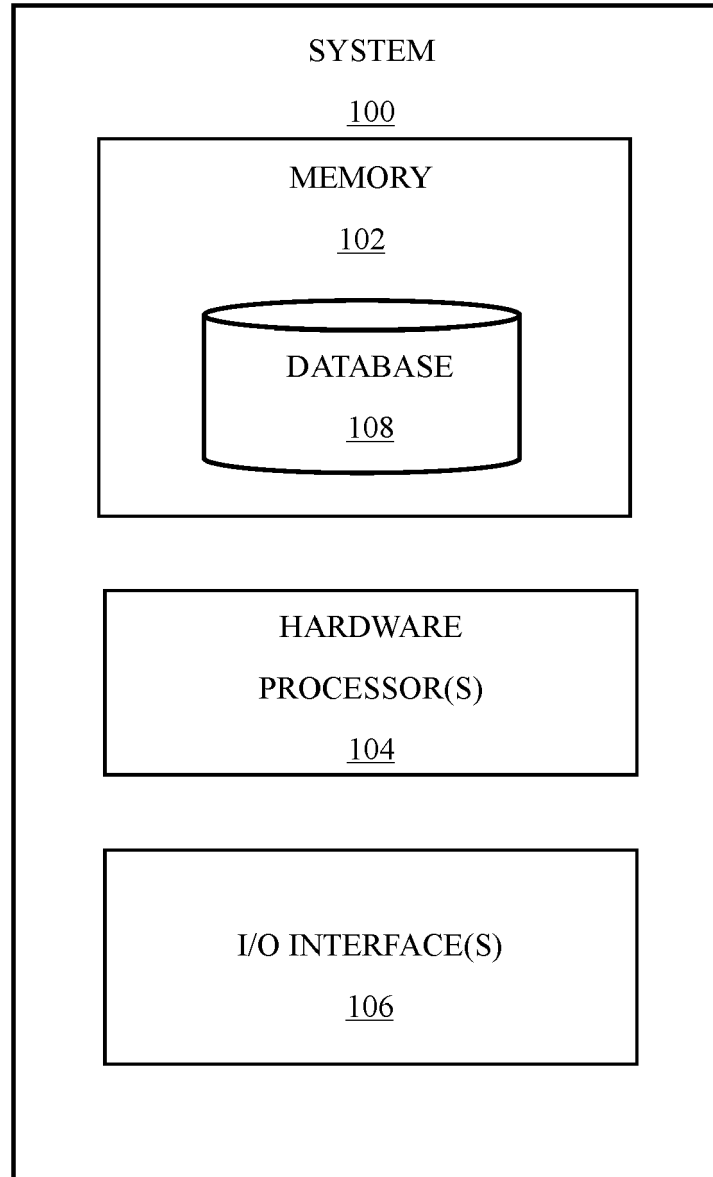 SYSTEM
100
MEMORY
102
DATABASE
108
HARDWARE
PROCESSOR(S)
104
I/O INTERFACE(S)
106